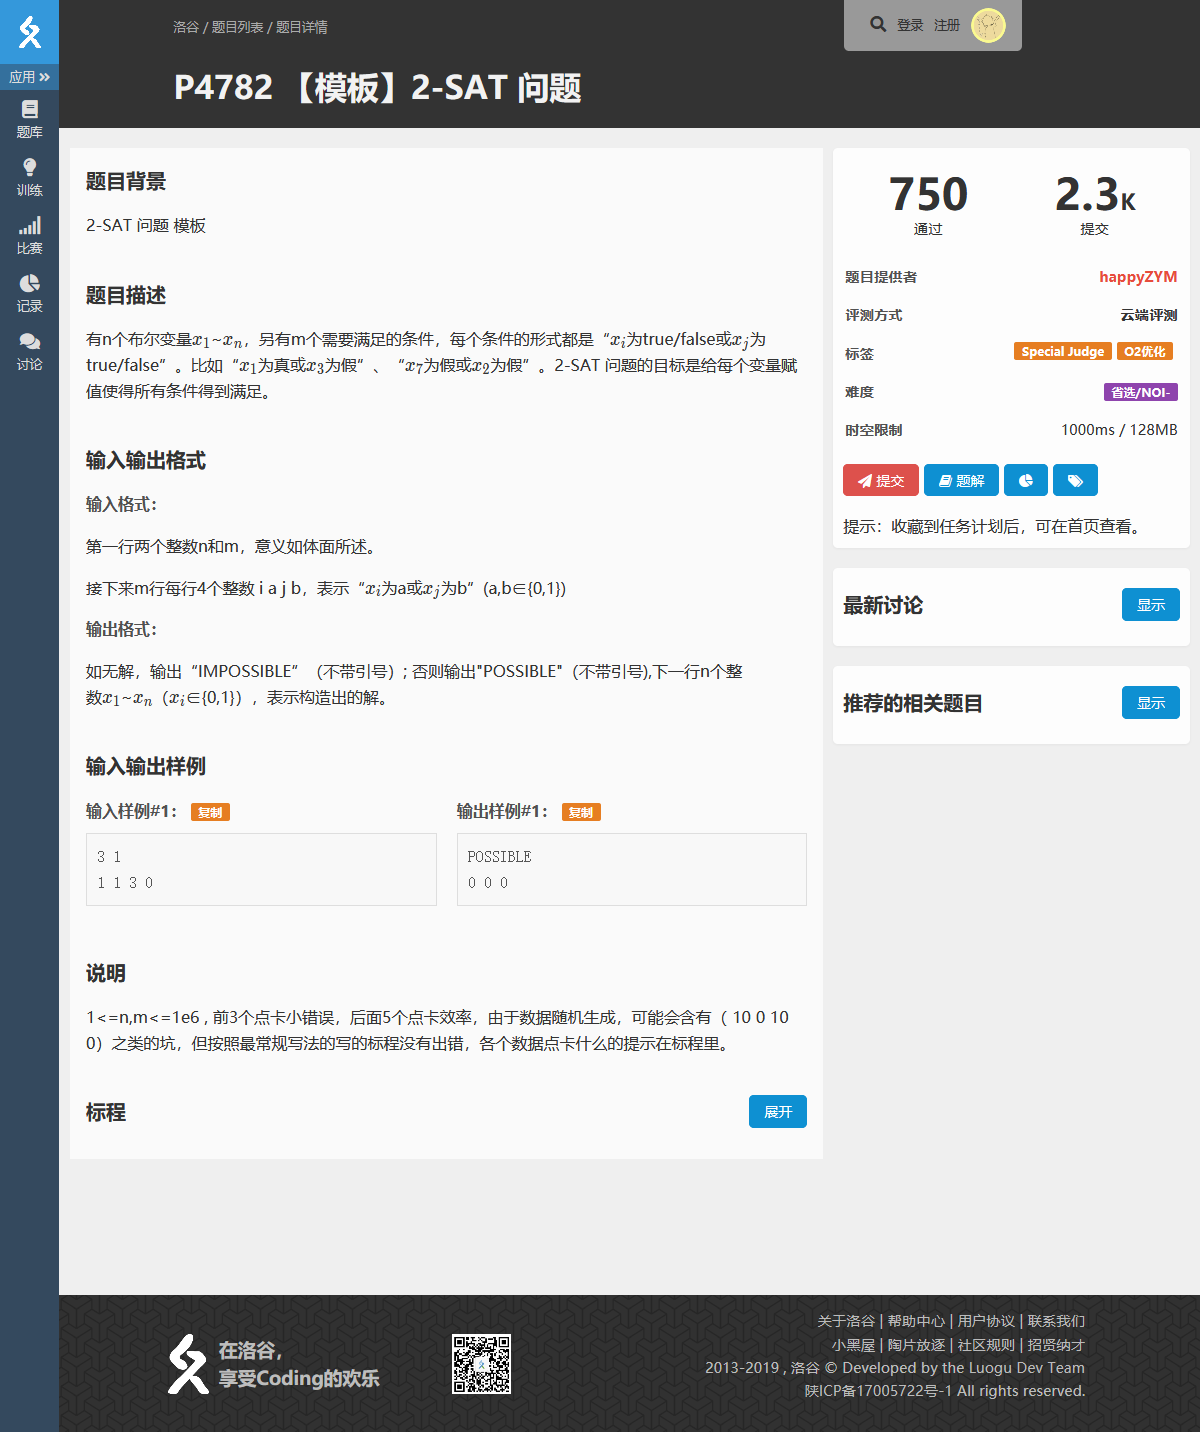 洛谷 / 题目列表 / 题目详情
登录 注册
P4782 【模板】2-SAT 问题
应用
题库
训练
比赛
记录
讨论
题目背景
2-SAT 问题 模板
题目描述
有n个布尔变量x1~xn，另有m个需要满足的条件，每个条件的形式都是“xi为true/false或xj为
true/false”。比如“x1为真或x3为假”、“x7为假或x2为假”。2-SAT 问题的目标是给每个变量赋
值使得所有条件得到满足。
输入输出格式
输入格式：
第一行两个整数n和m，意义如体面所述。
接下来m行每行4个整数 i a j b，表示“xi为a或xj为b”(a,b∈{0,1})
输出格式：
如无解，输出“IMPOSSIBLE”（不带引号）; 否则输出"POSSIBLE"（不带引号),下一行n个整
数x1~xn（xi∈{0,1}），表示构造出的解。
输入输出样例
输入样例#1： 复制
3 1
1 1 3 0
输出样例#1： 复制
POSSIBLE
0 0 0
说明
1<=n,m<=1e6 , 前3个点卡小错误，后面5个点卡效率，由于数据随机生成，可能会含有（ 10 0 10
0）之类的坑，但按照最常规写法的写的标程没有出错，各个数据点卡什么的提示在标程里。
标程
展开
750
通过
2.3K
提交
题目提供者 happyZYM
评测方式 云端评测
标签 Special Judge O2优化
难度 省选/NOI-
时空限制 1000ms / 128MB
提交 题解
提示：收藏到任务计划后，可在首页查看。
最新讨论 显示
推荐的相关题目 显示
在洛谷，
享受Coding的欢乐
关于洛谷 | 帮助中心 | 用户协议 | 联系我们
小黑屋 | 陶片放逐 | 社区规则 | 招贤纳才
2013-2019 , 洛谷 © Developed by the Luogu Dev Team
陕ICP备17005722号-1 All rights reserved.